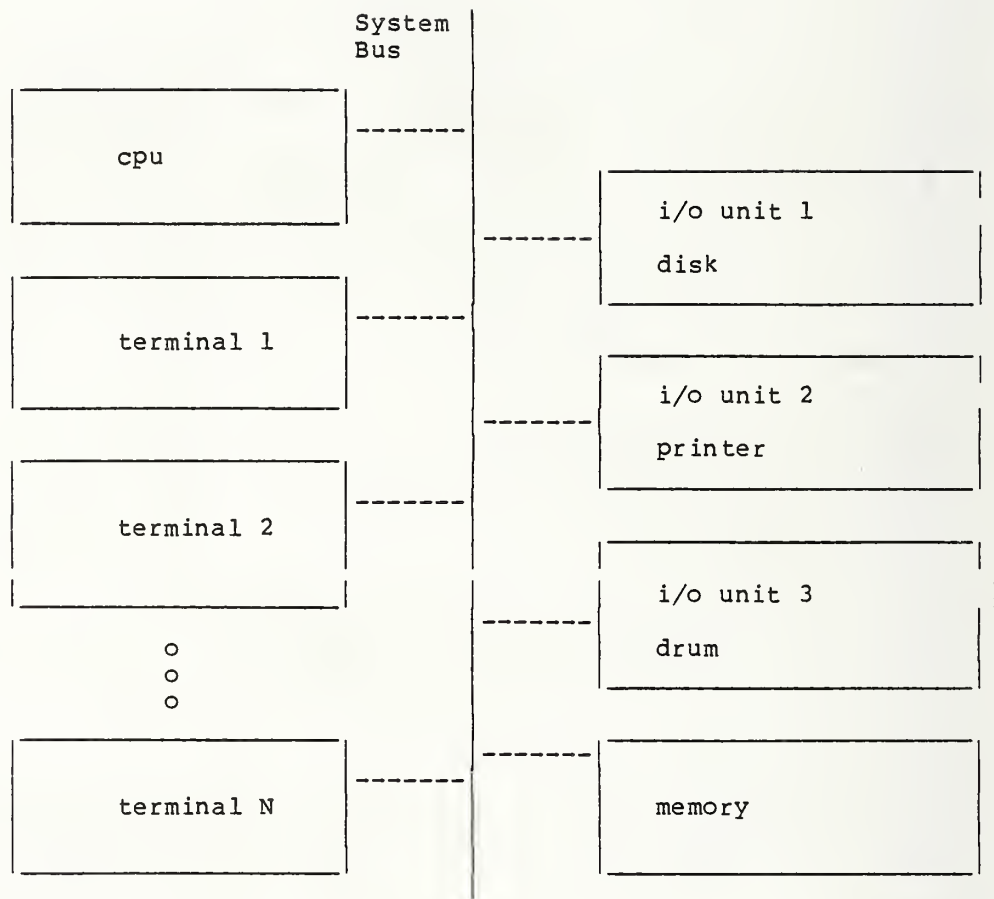 System
Bus
cpu
terminal 1
terminal 2
o
o
o
terminal N
i/o unit 1
disk
i/o unit 2
printer
i/o unit 3
drum
memory